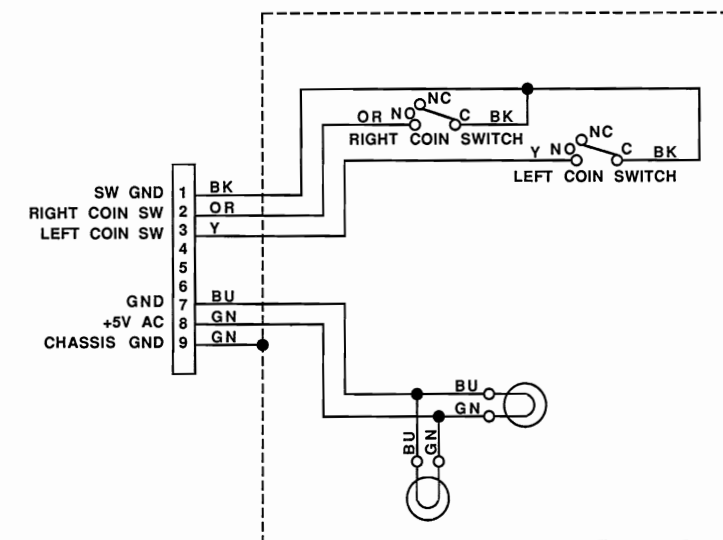 NC
OR NO C BK
RIGHT COIN SWITCH
NC
Y NO C BK
LEFT COIN SWITCH
SW GND 1 BK
RIGHT COIN SW 2 OR
LEFT COIN SW 3 Y
4
5
6
GND 7 BU
+5V AC 8 GN
CHASSIS GND 9 GN
BU
GN
BU
GN